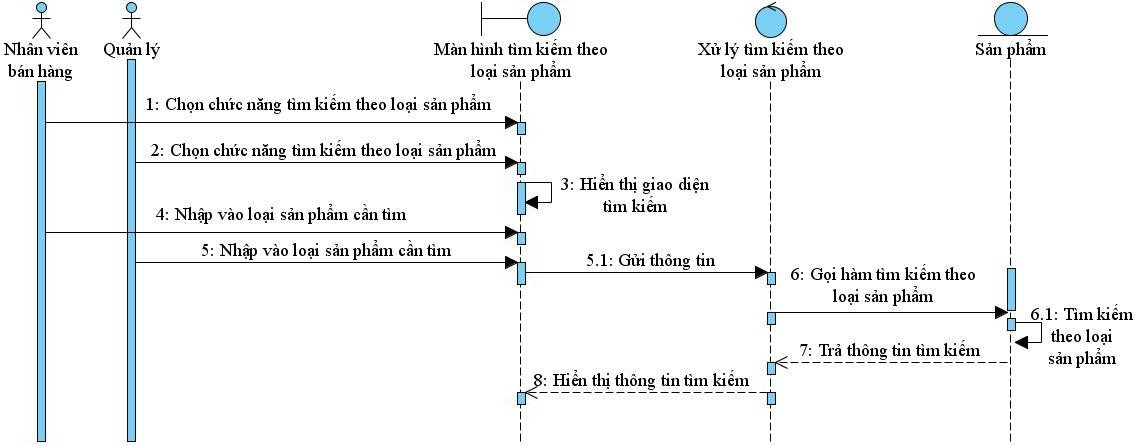 Nhân viên
bán hàng
Quản lý
Màn hình tìm kiếm theo
loại sản phẩm
Xử lý tìm kiếm theo
loại sản phẩm
Sản phẩm
1: Chọn chức năng tìm kiếm theo loại sản phẩm
2: Chọn chức năng tìm kiếm theo loại sản phẩm
3: Hiển thị giao diện
tìm kiếm
4: Nhập vào loại sản phẩm cần tìm
5: Nhập vào loại sản phẩm cần tìm
5.1: Gửi thông tin
6: Gọi hàm tìm kiếm theo
loại sản phẩm
6.1: Tìm kiếm
theo loại
sản phẩm
7: Trả thông tin tìm kiếm
8: Hiển thị thông tin tìm kiếm